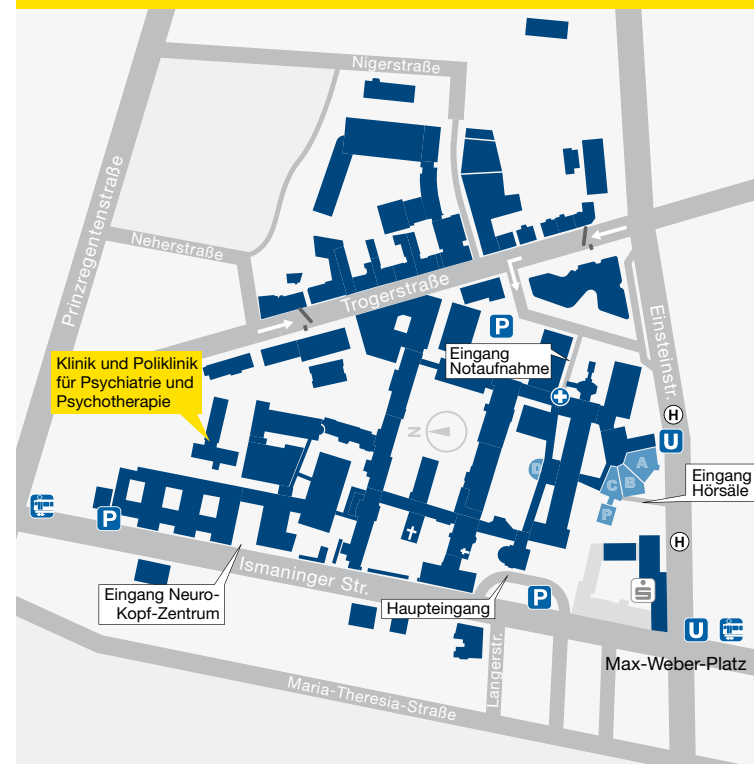 Nigerstraße
Prinzregentenstraße
Neherstraße
Trogerstraße
Einsteinstr.
P
Klinik und Poliklinik
für Psychiatrie und
Psychotherapie
Eingang
Notaufnahme
N
H
U
D
A
B
C
P
Eingang
Hörsäle
P
H
Ismaninger Str.
Eingang Neuro-
Kopf-Zentrum
Haupteingang
P
S
U
Max-Weber-Platz
Langerstr.
Maria-Theresia-Straße